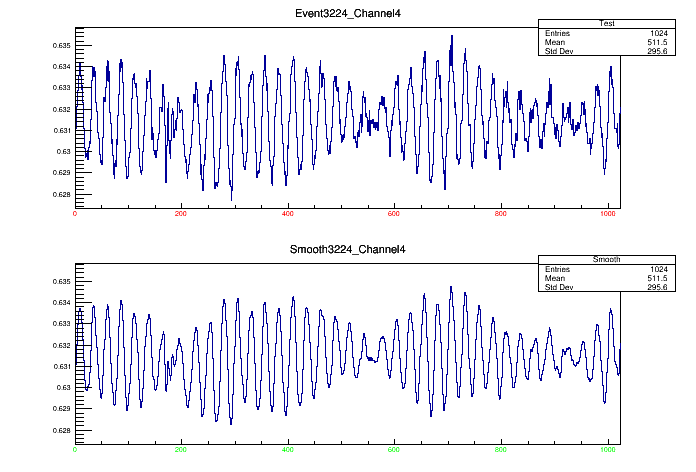 Event3224_Channel4
Test
Entries 1024
Mean 511.5
Std Dev 295.6
0.635
0.634
0.633
0.632
0.631
0.63
0.629
0.628
0 200 400 600 800 1000
Smooth3224_Channel4
Smooth
Entries 1024
Mean 511.5
Std Dev 295.6
0.635
0.634
0.633
0.632
0.631
0.63
0.629
0.628
0 200 400 600 800 1000